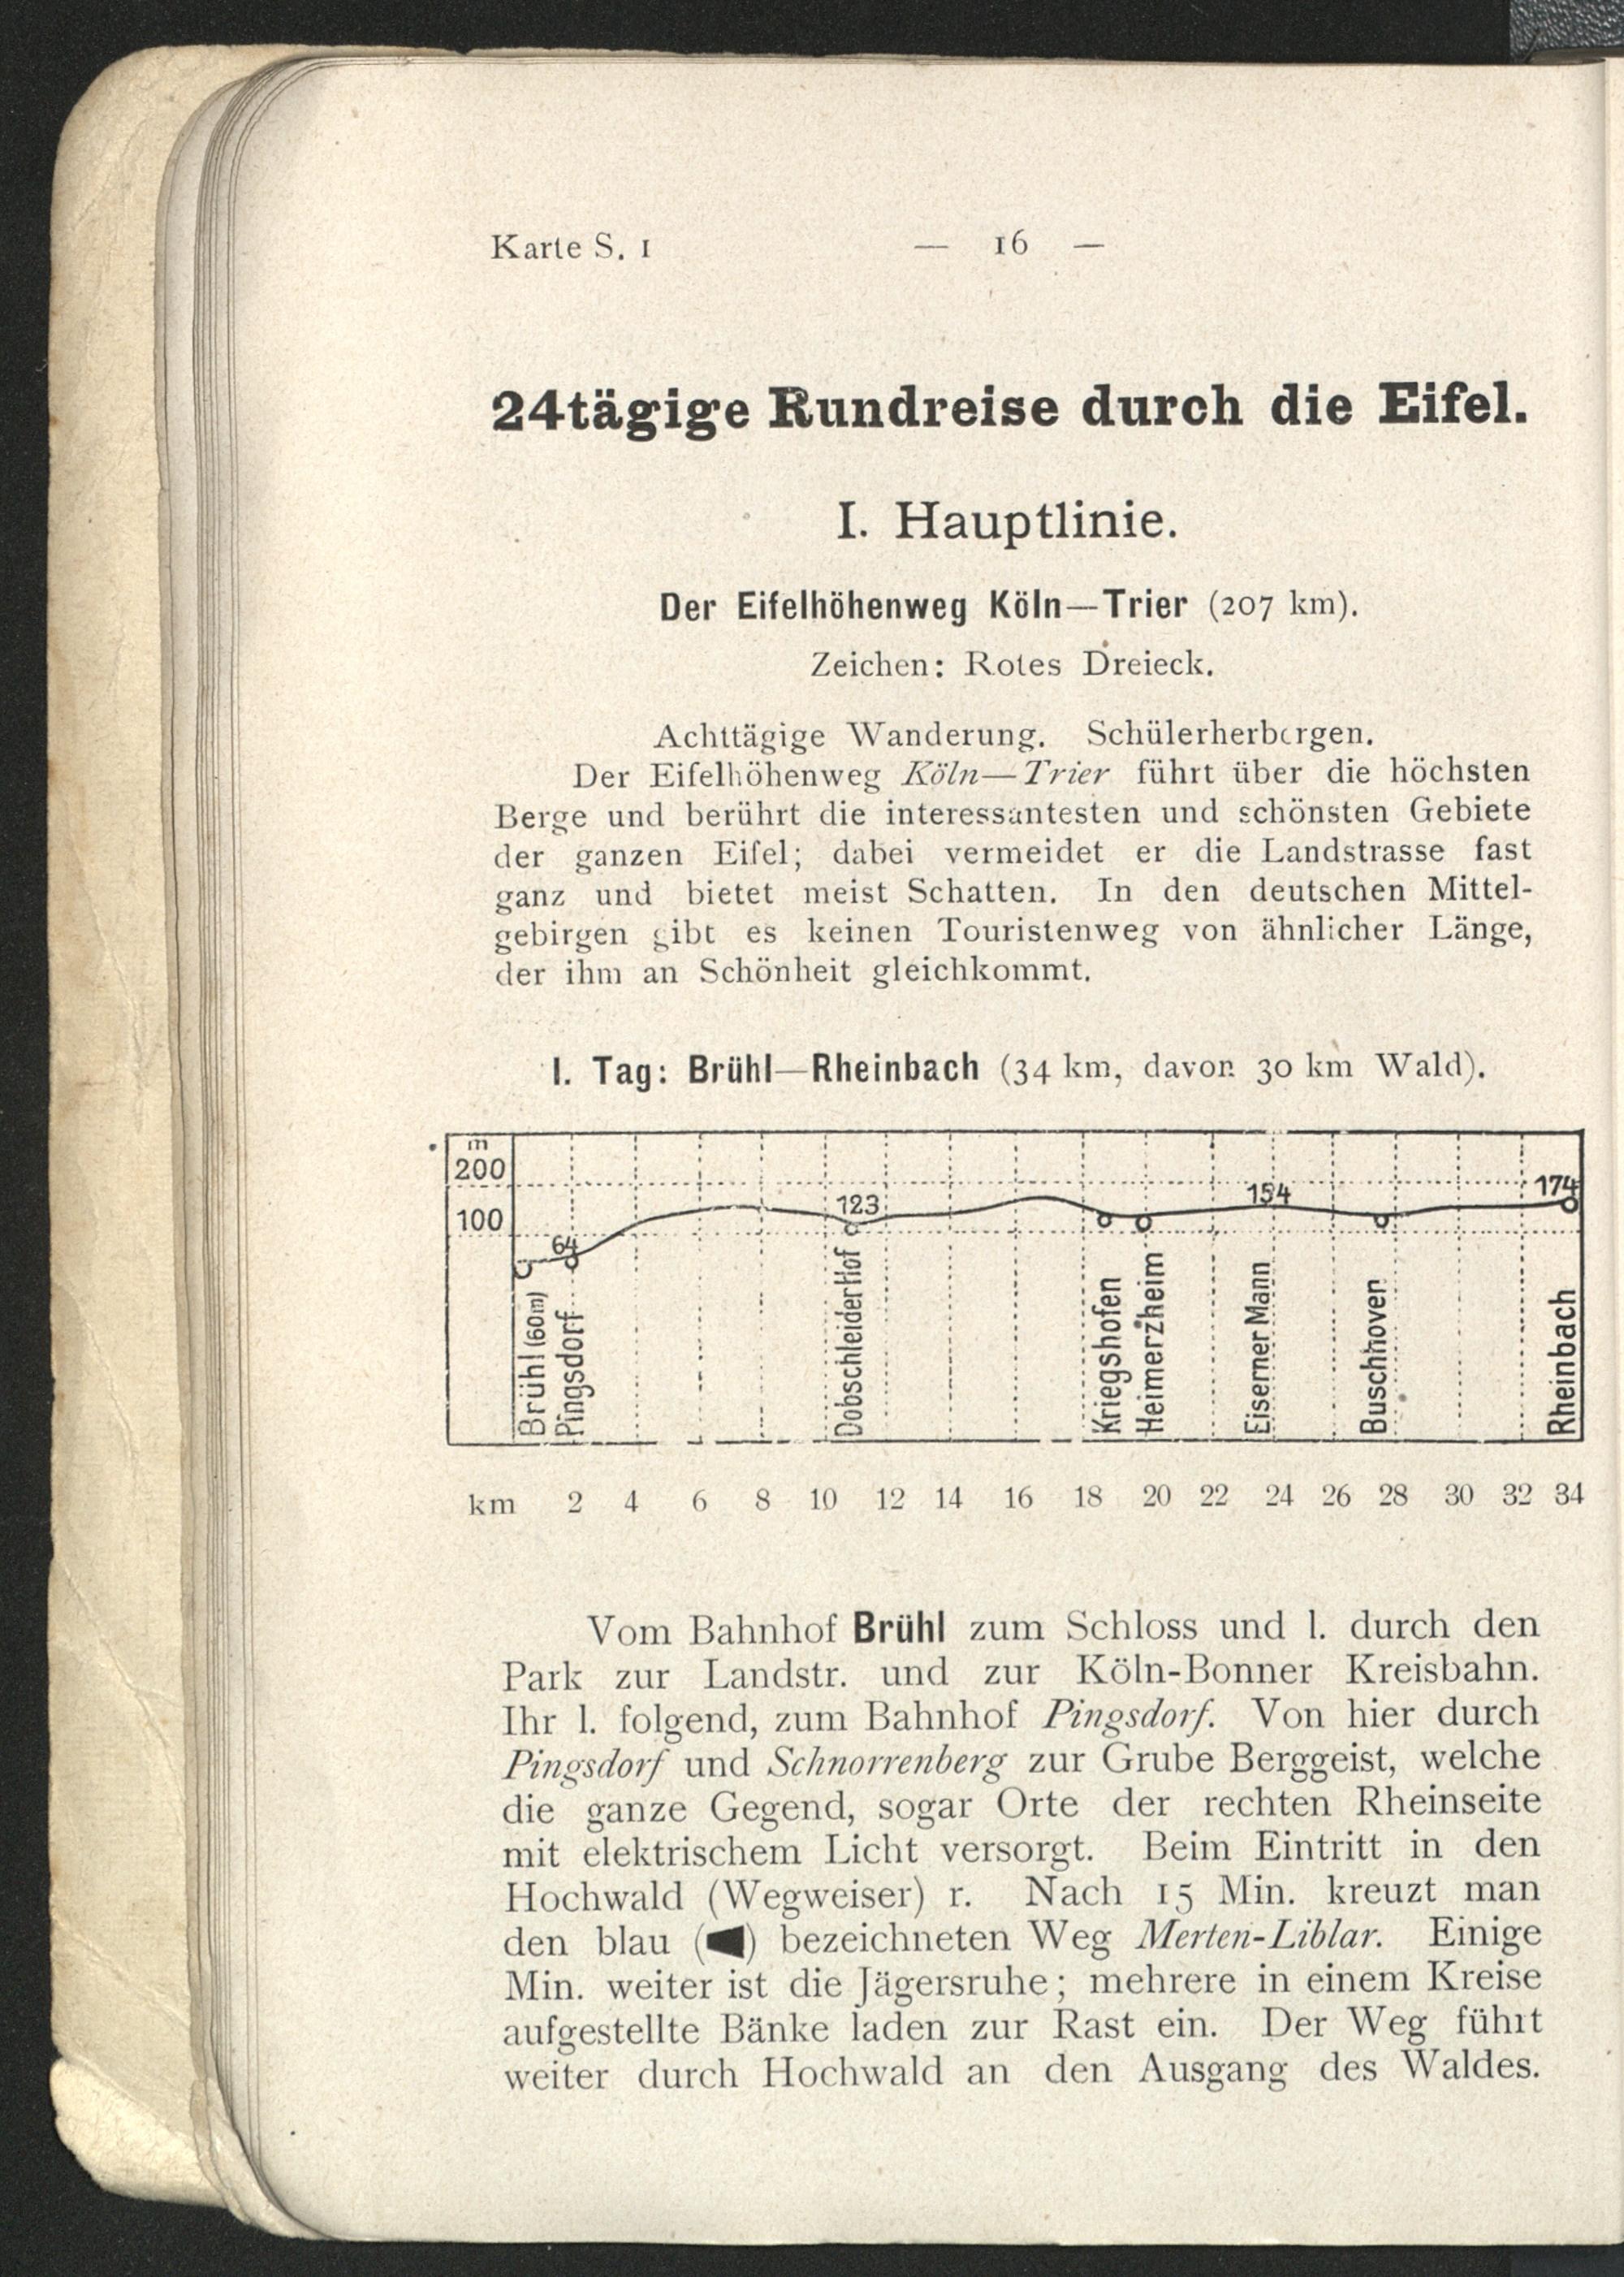 Karte S. 1 — 16 —
24tägige Rundreise durch die Eifel.
I. Hauptlinie.
Der Eifelhöhenweg Köln—Trier (207 km).
Zeichen: Rotes Dreieck.
Achttägige Wanderung. Schülerherbergen.
Der Eifelhöhenweg Köln—Trier führt über die höchsten
Berge und berührt die interessantesten und schönsten Gebiete
der ganzen Eifel; dabei vermeidet er die Landstrasse fast
ganz und bietet meist Schatten. In den deutschen Mittel-
gebirgen gibt es keinen Touristenweg von ähnlicher Länge,
der ihm an Schönheit gleichkommt.
I. Tag: Brühl—Rheinbach (34 km, davon 30 km Wald).
m
200
100
64
123
154
174
Brühl (60m)
Pingsdorf
Dobschleider Hof
Kriegshofen
Heimerzheim
Eiserner Mann
Buschhoven
Rheinbach
km 2 4 6 8 10 12 14 16 18 20 22 24 26 28 30 32 34
Vom Bahnhof Brühl zum Schloss und l. durch den
Park zur Landstr. und zur Köln-Bonner Kreisbahn.
Ihr l. folgend, zum Bahnhof Pingsdorf. Von hier durch
Pingsdorf und Schnorrenberg zur Grube Berggeist, welche
die ganze Gegend, sogar Orte der rechten Rheinseite
mit elektrischem Licht versorgt. Beim Eintritt in den
Hochwald (Wegweiser) r. Nach 15 Min. kreuzt man
den blau (◀) bezeichneten Weg Merten-Liblar. Einige
Min. weiter ist die Jägersruhe; mehrere in einem Kreise
aufgestellte Bänke laden zur Rast ein. Der Weg führt
weiter durch Hochwald an den Ausgang des Waldes.